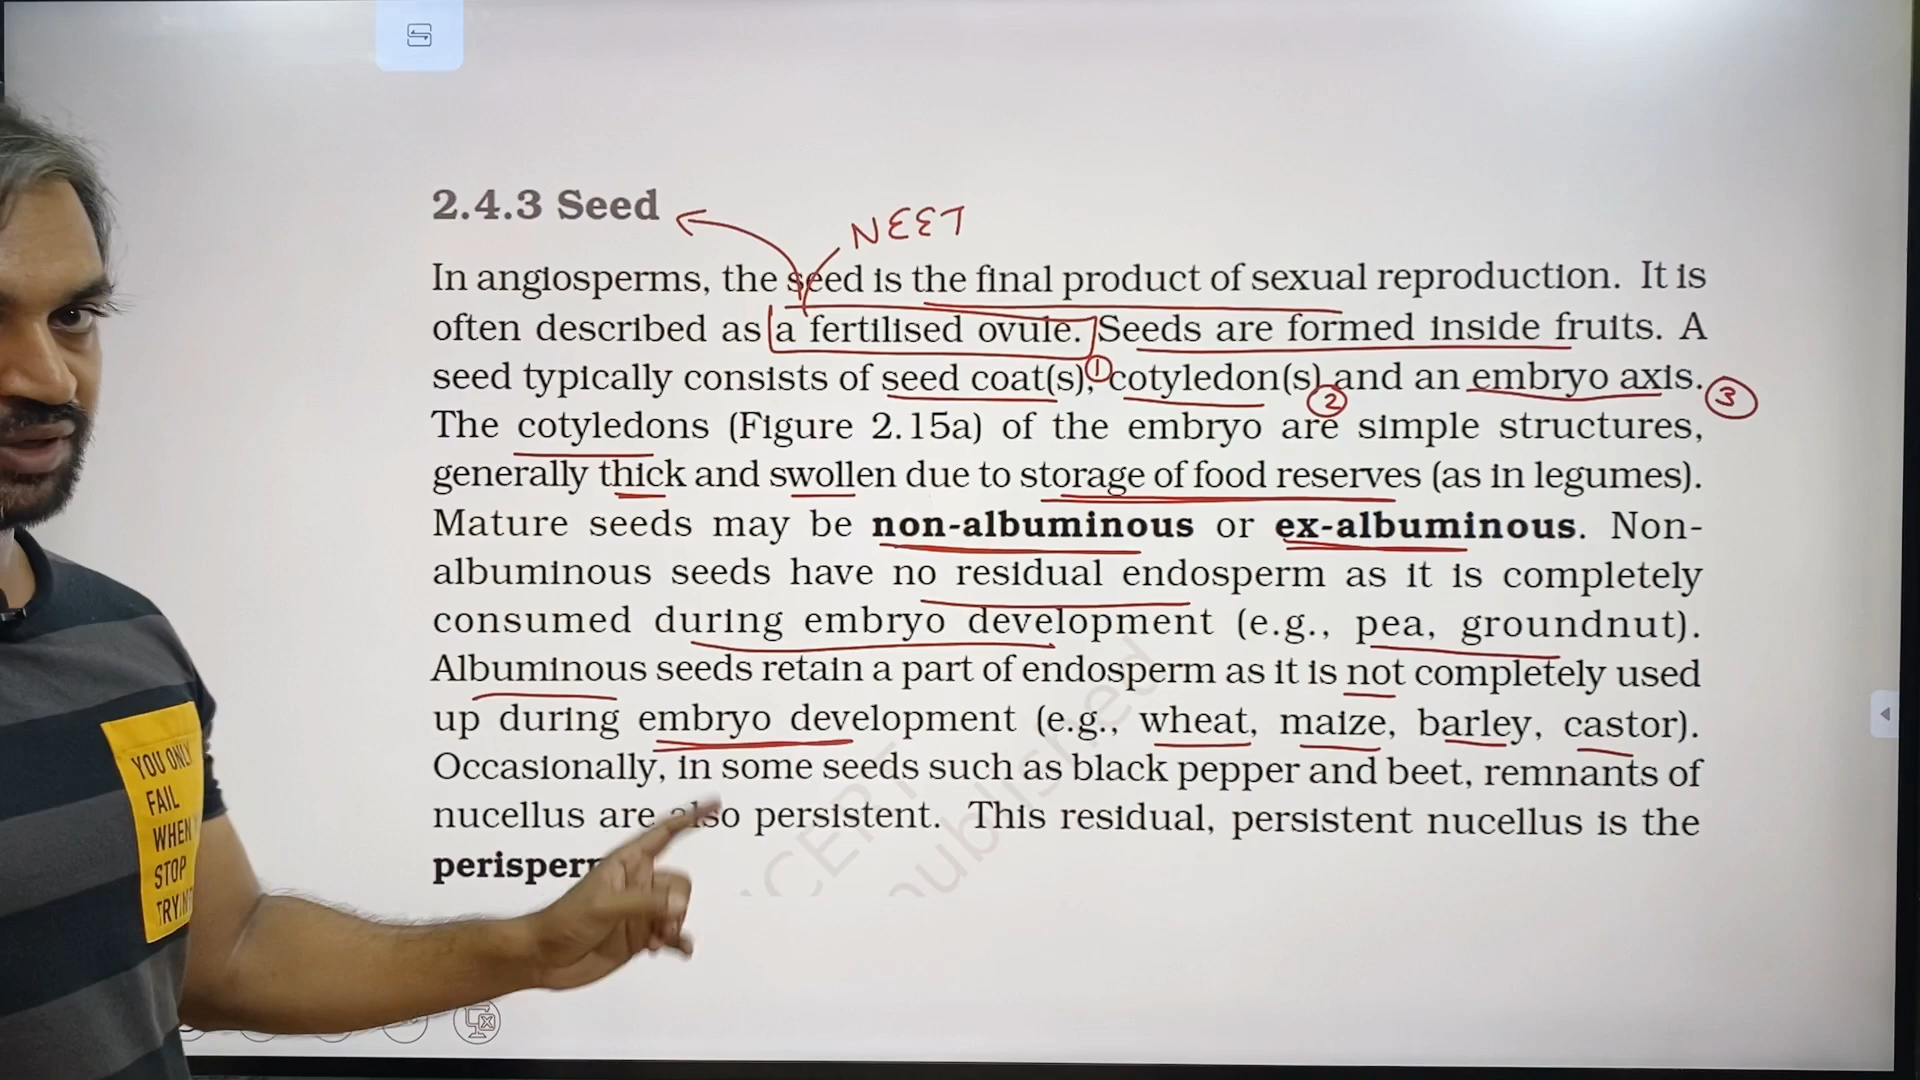 2.4.3 Seed
NEET
In angiosperms, the seed is the final product of sexual reproduction. It is
often described as a fertilised ovule. Seeds are formed inside fruits. A
seed typically consists of seed coat(s), ① cotyledon(s) ② and an embryo axis. ③
The cotyledons (Figure 2.15a) of the embryo are simple structures,
generally thick and swollen due to storage of food reserves (as in legumes).
Mature seeds may be non-albuminous or ex-albuminous. Non-
albuminous seeds have no residual endosperm as it is completely
consumed during embryo development (e.g., pea, groundnut).
Albuminous seeds retain a part of endosperm as it is not completely used
up during embryo development (e.g., wheat, maize, barley, castor).
Occasionally, in some seeds such as black pepper and beet, remnants of
nucellus are also persistent. This residual, persistent nucellus is the
YOU ONLY
FAIL
WHEN
STOP